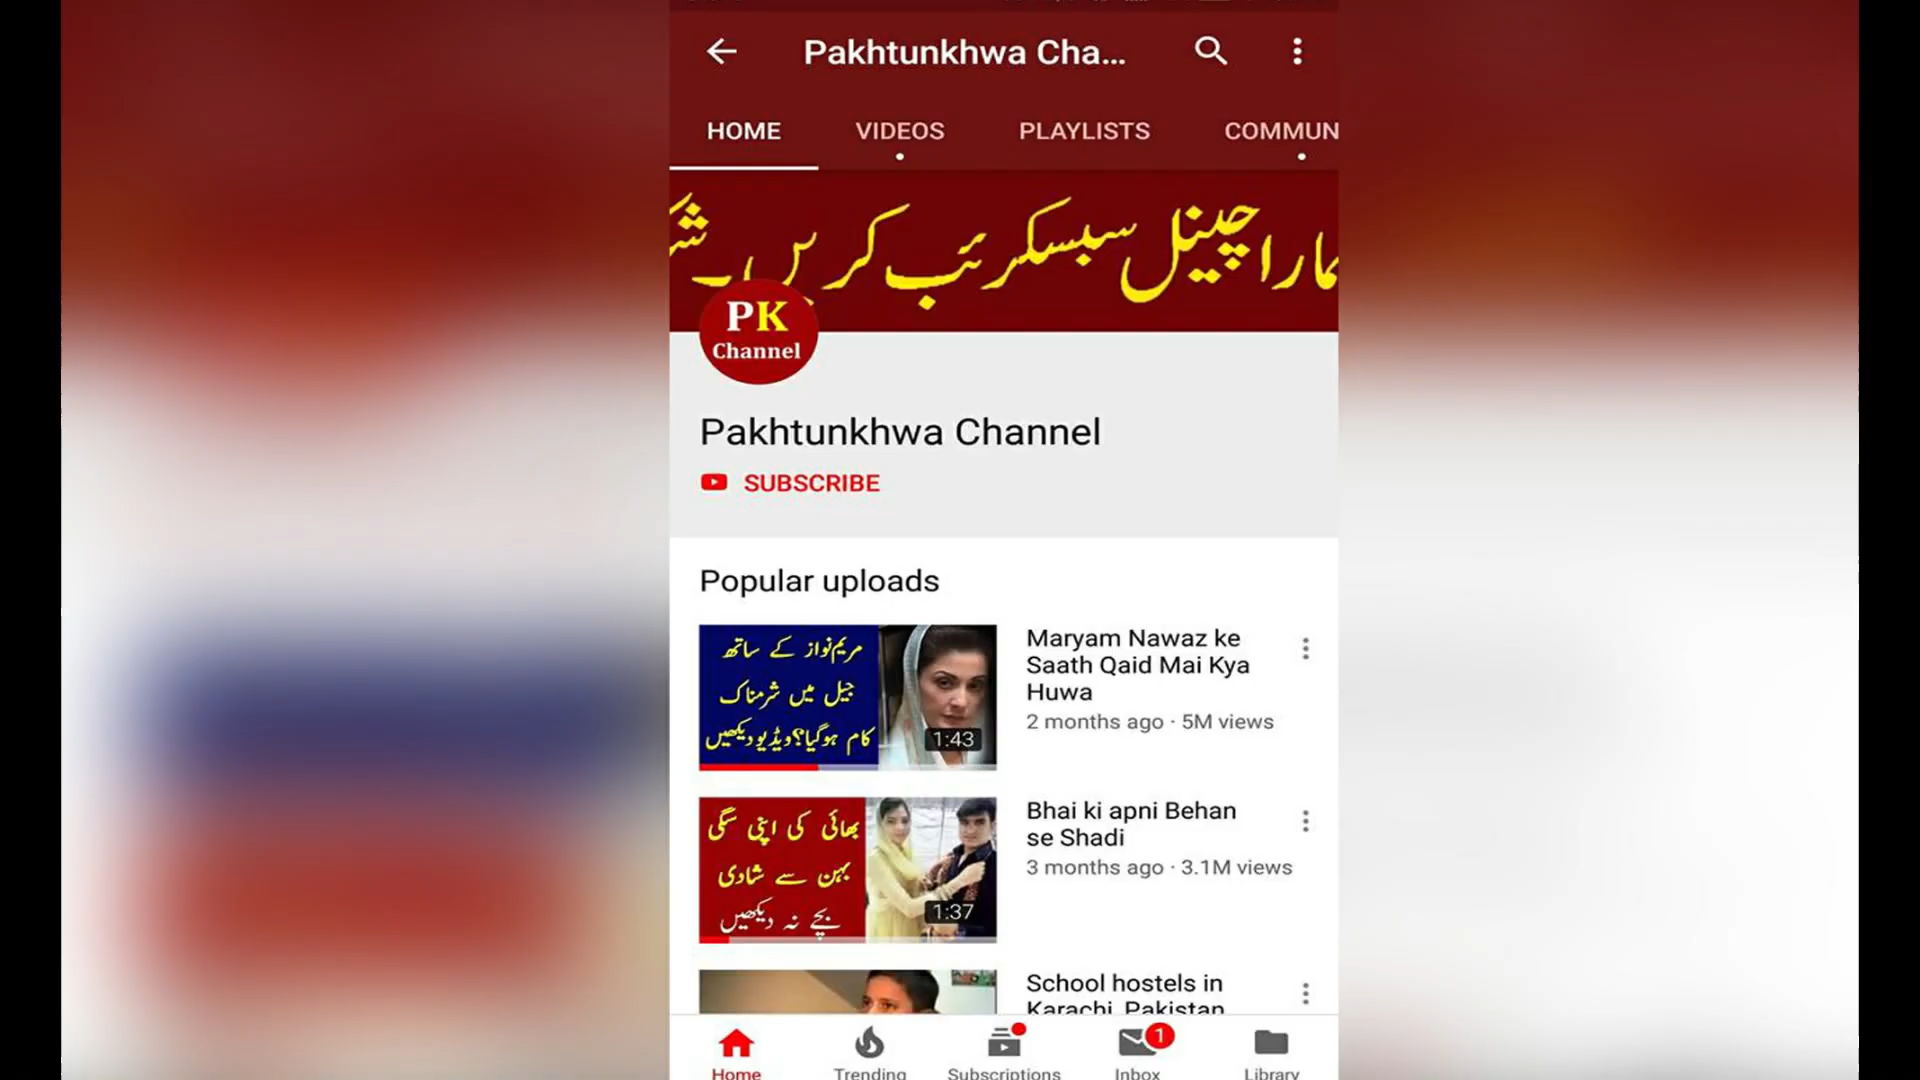 Pakhtunkhwa Cha...
HOME VIDEOS PLAYLISTS COMMUN
ہمارا چینل سبسکرئب کریں۔
PK
Channel
Pakhtunkhwa Channel
SUBSCRIBE
Popular uploads
مریم نواز کے ساتھ
جیل میں شرمناک
کام ہوگیا؟ ویڈیو دیکھیں
1:43
Maryam Nawaz ke
Saath Qaid Mai Kya
Huwa
2 months ago · 5M views
بھائی کی اپنی سگی
بہن سے شادی
بچے نہ دیکھیں
1:37
Bhai ki apni Behan
se Shadi
3 months ago · 3.1M views
School hostels in
Karachi, Pakistan
1
Home Trending Subscriptions Inbox Library